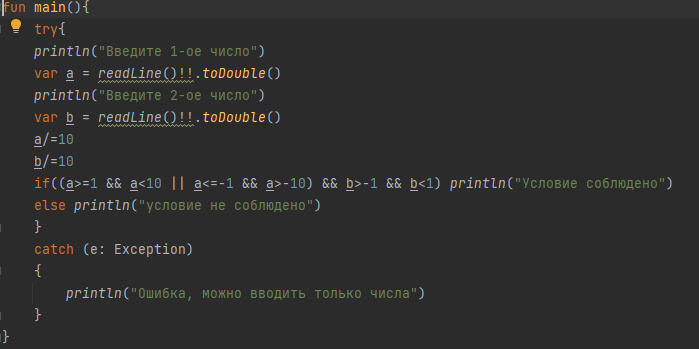 fun main(){
try{
println("Введите 1-ое число")
var a = readLine()!!.toDouble()
println("Введите 2-ое число")
var b = readLine()!!.toDouble()
a/=10
b/=10
if((a>=1 && a<10 || a<=-1 && a>-10) && b>-1 && b<1) println("Условие соблюдено")
else println("условие не соблюдено")
}
catch (e: Exception)
{
println("Ошибка, можно вводить только числа")
}
}